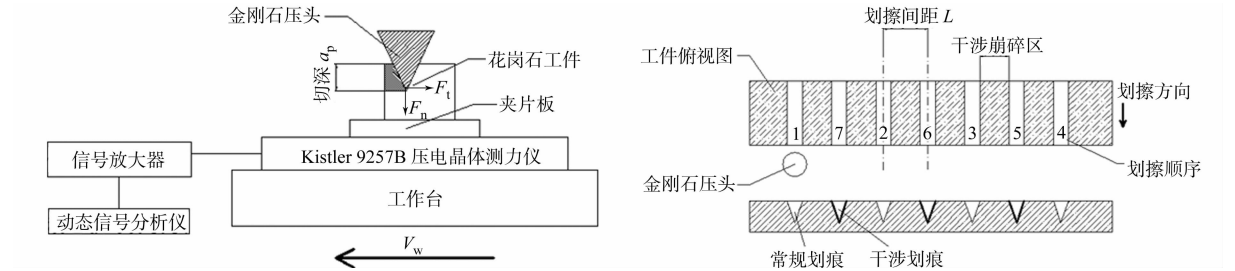 金刚石压头
切深 aₚ
花岗石工件
Fₜ
Fₙ
夹片板
信号放大器
Kistler 9257B 压电晶体测力仪
动态信号分析仪
工作台
V_w
划擦间距 L
干涉崩碎区
工件俯视图
划擦方向
1 7 2 6 3 5 4
金刚石压头
划擦顺序
常规划痕
干涉划痕